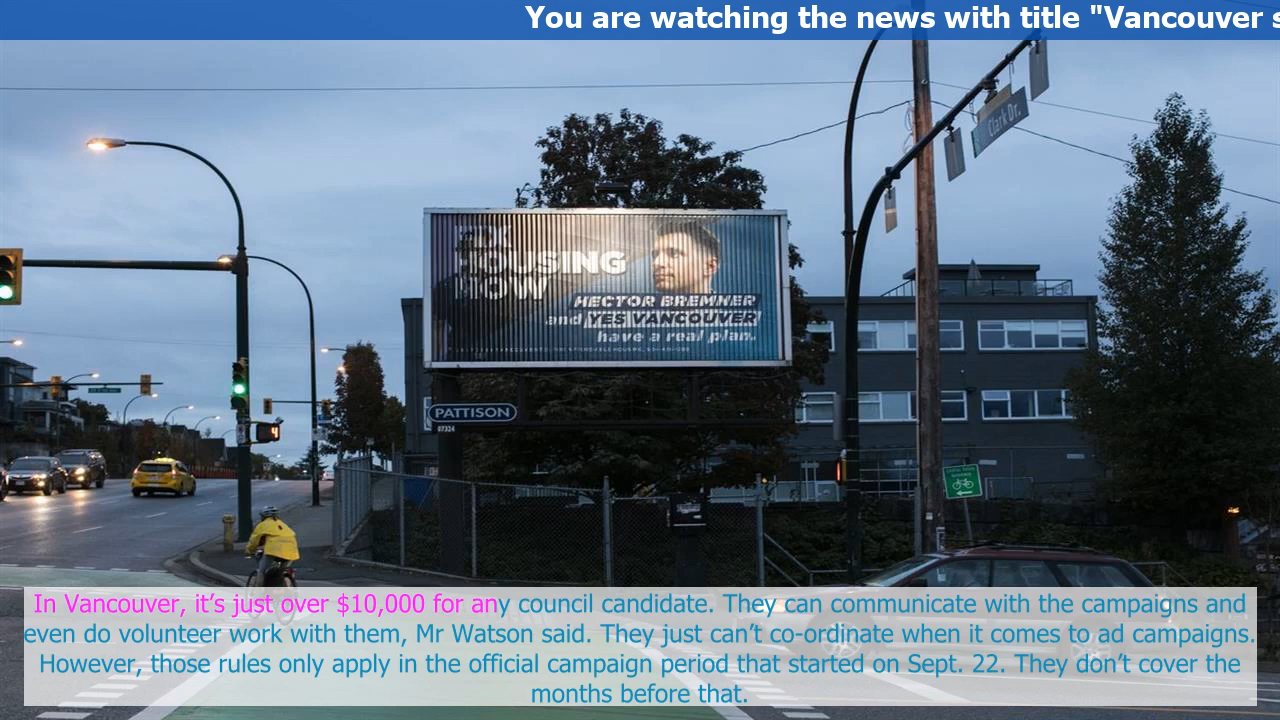 You are watching the news with title "Vancouver
Clark Dr.
HOUSING
NOW
HECTOR BREMNER
and YES VANCOUVER
have a real plan.
PATTISON
07324
4
In Vancouver, it's just over $10,000 for any council candidate. They can communicate with the campaigns and
even do volunteer work with them, Mr Watson said. They just can't co-ordinate when it comes to ad campaigns.
However, those rules only apply in the official campaign period that started on Sept. 22. They don't cover the
months before that.